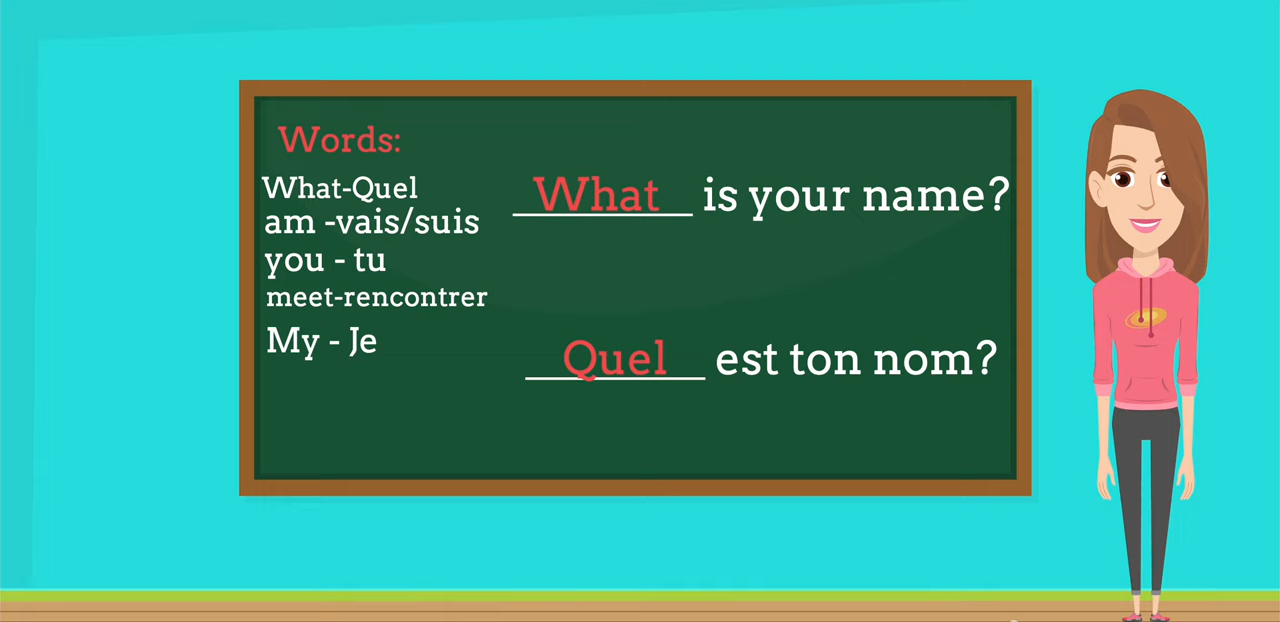 Words:
What-Quel
am -vais/suis
you - tu
meet-rencontrer
My - Je
What is your name?
Quel est ton nom?